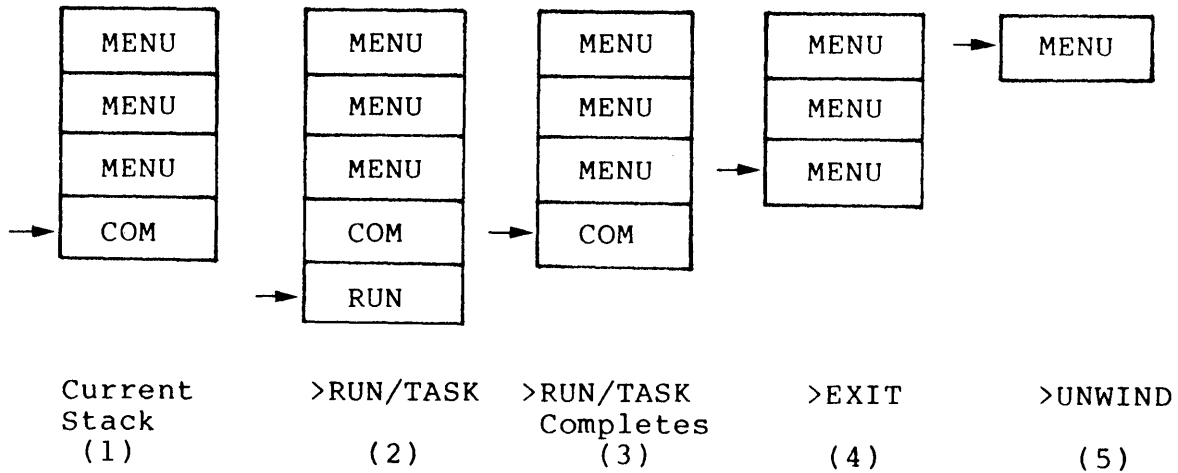 MENU MENU MENU MENU MENU
MENU MENU MENU MENU
MENU MENU MENU MENU
COM COM COM
RUN
Current >RUN/TASK >RUN/TASK >EXIT >UNWIND
Stack Completes
(1) (2) (3) (4) (5)